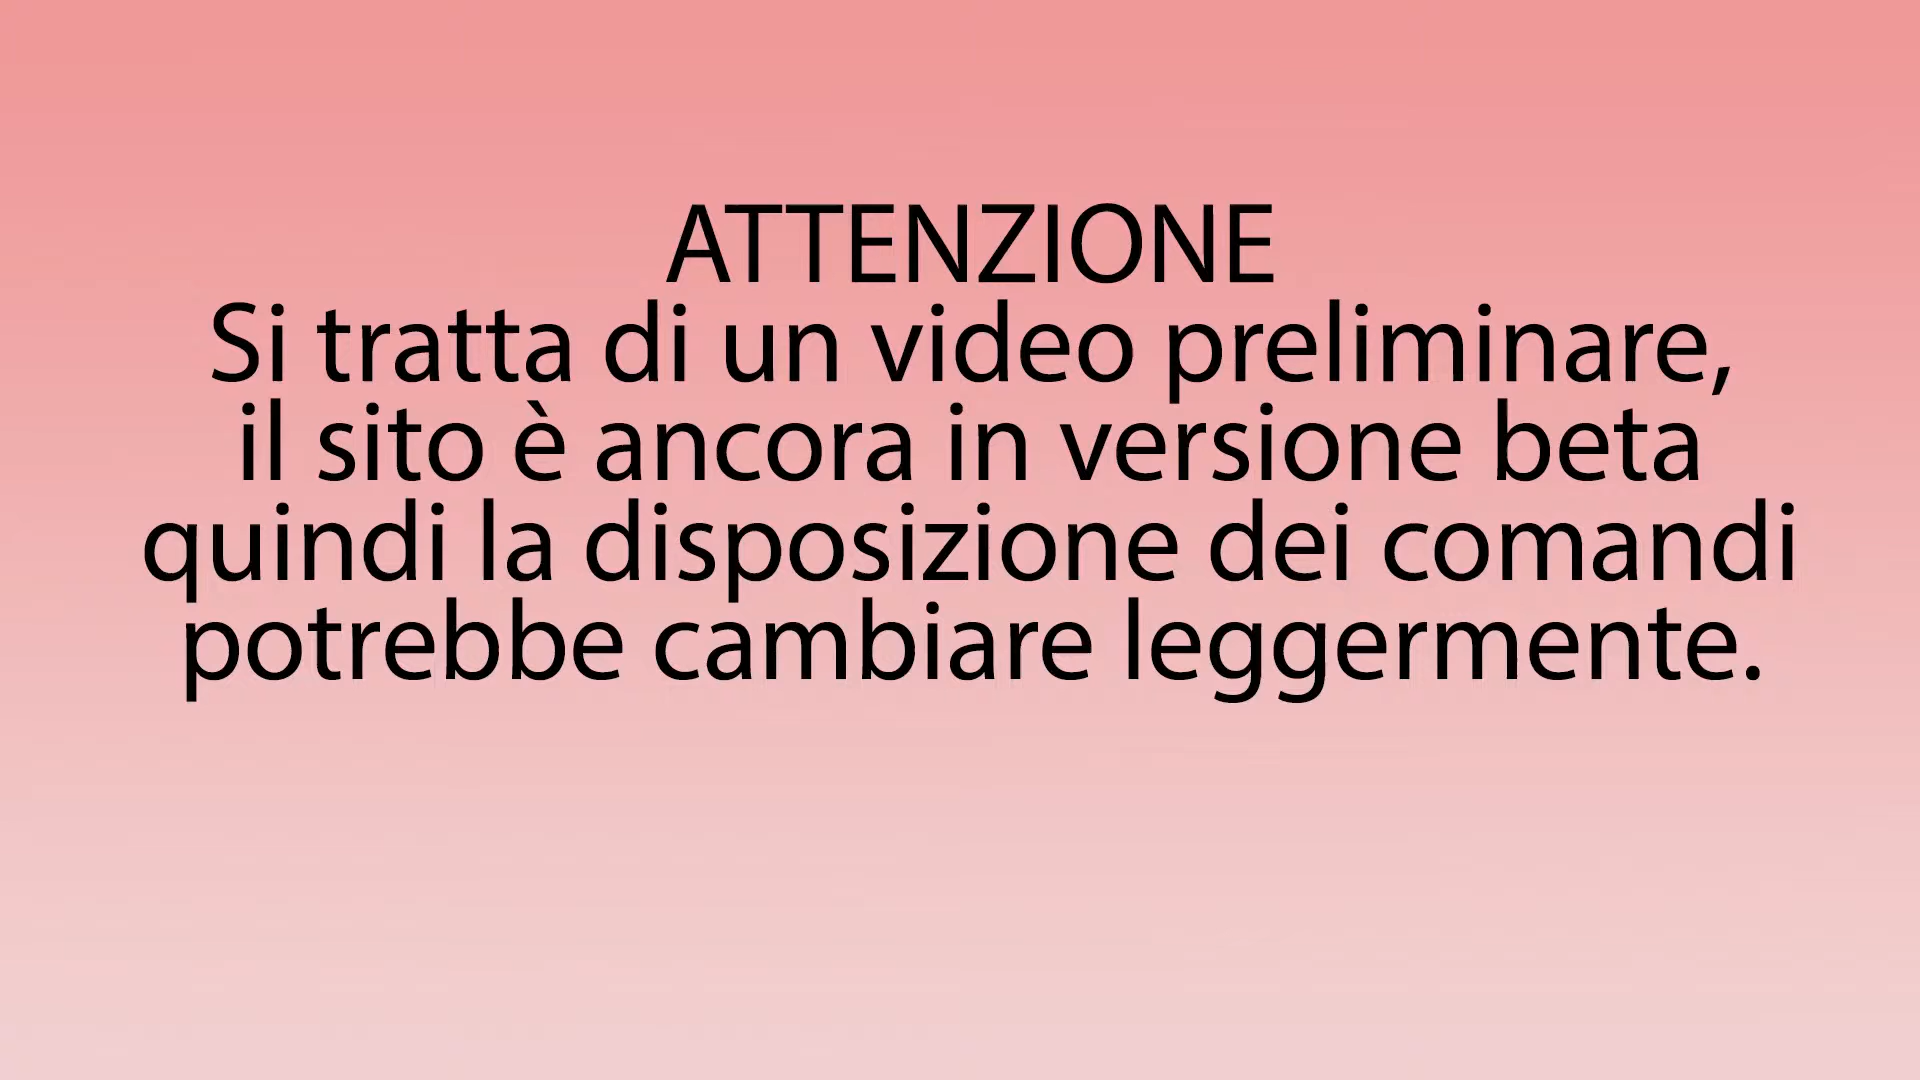 ATTENZIONE
Si tratta di un video preliminare,
il sito è ancora in versione beta
quindi la disposizione dei comandi
potrebbe cambiare leggermente.